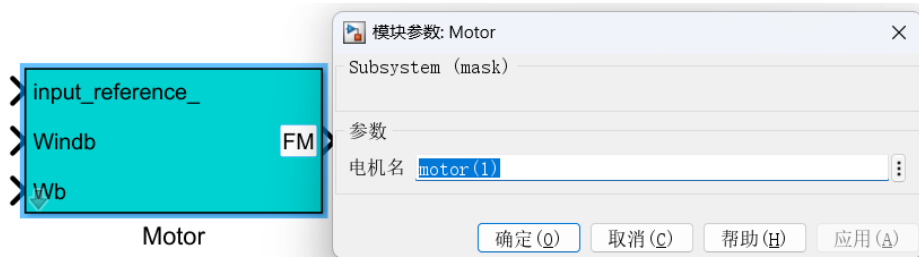 模块参数: Motor
Subsystem (mask)
参数
电机名 motor(1)
确定(O) 取消(C) 帮助(H) 应用(A)
input_reference_
Windb FM
Wb
Motor